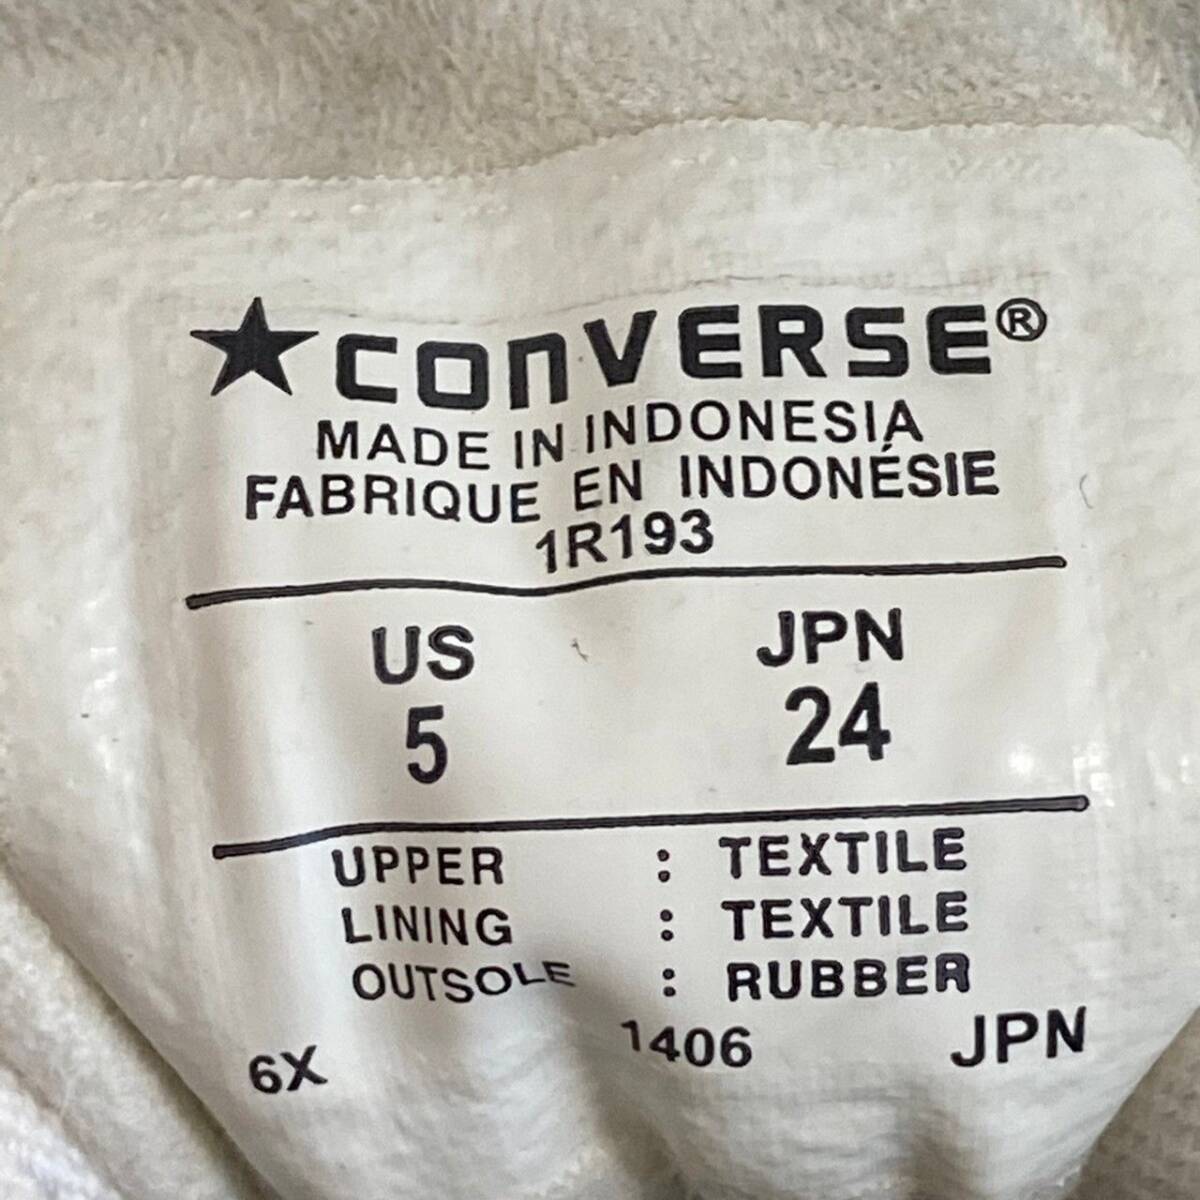 ★CONVERSE®
MADE IN INDONESIA
FABRIQUE EN INDONÉSIE
1R193
US JPN
5 24
UPPER : TEXTILE
LINING : TEXTILE
OUTSOLE : RUBBER
6X 1406 JPN